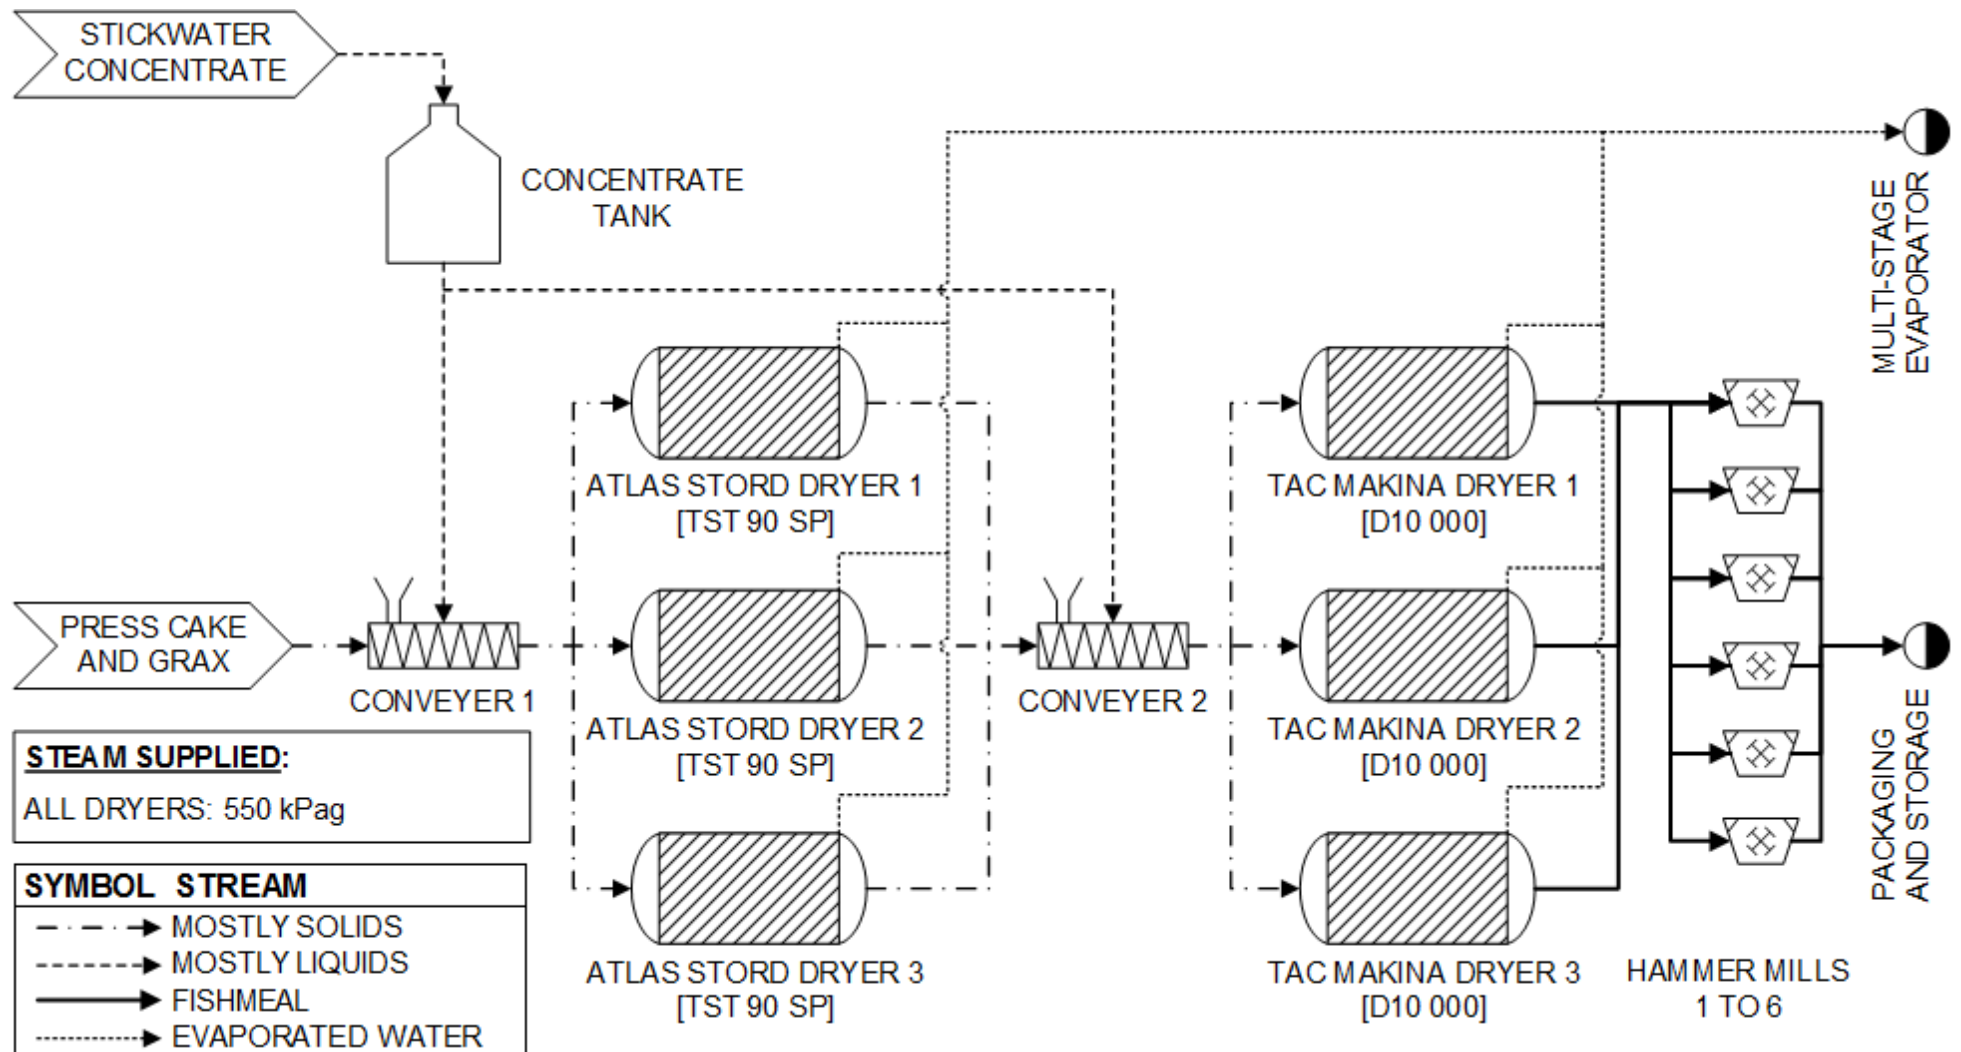 STICKWATER
CONCENTRATE
CONCENTRATE
TANK
MULTI-STAGE
EVAPORATOR
ATLAS STORD DRYER 1
[TST 90 SP]
TAC MAKINA DRYER 1
[D10 000]
PRESS CAKE
AND GRAX
CONVEYER 1
ATLAS STORD DRYER 2
[TST 90 SP]
CONVEYER 2
TAC MAKINA DRYER 2
[D10 000]
PACKAGING
AND STORAGE
STEAM SUPPLIED:
ALL DRYERS: 550 kPag
SYMBOL STREAM
MOSTLY SOLIDS
MOSTLY LIQUIDS
FISHMEAL
EVAPORATED WATER
ATLAS STORD DRYER 3
[TST 90 SP]
TAC MAKINA DRYER 3
[D10 000]
HAMMER MILLS
1 TO 6